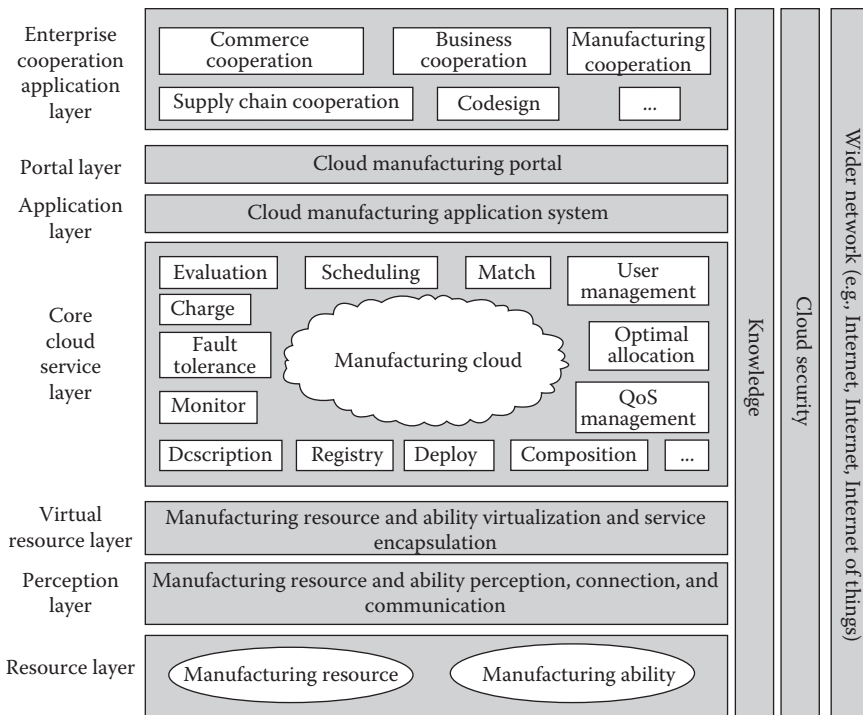 Enterprise
cooperation
application
layer
Commerce
cooperation
Business
cooperation
Manufacturing
cooperation
Supply chain cooperation
Codesign
...
Portal layer
Cloud manufacturing portal
Application
layer
Cloud manufacturing application system
Core
cloud
service
layer
Evaluation
Scheduling
Match
User
management
Charge
Fault
tolerance
Manufacturing cloud
Optimal
allocation
Monitor
QoS
management
Dcscription
Registry
Deploy
Composition
...
Virtual
resource layer
Manufacturing resource and ability virtualization and service
encapsulation
Perception
layer
Manufacturing resource and ability perception, connection, and
communication
Resource layer
Manufacturing resource
Manufacturing ability
Knowledge
Cloud security
Wider network (e.g., Internet, Internet, Internet of things)